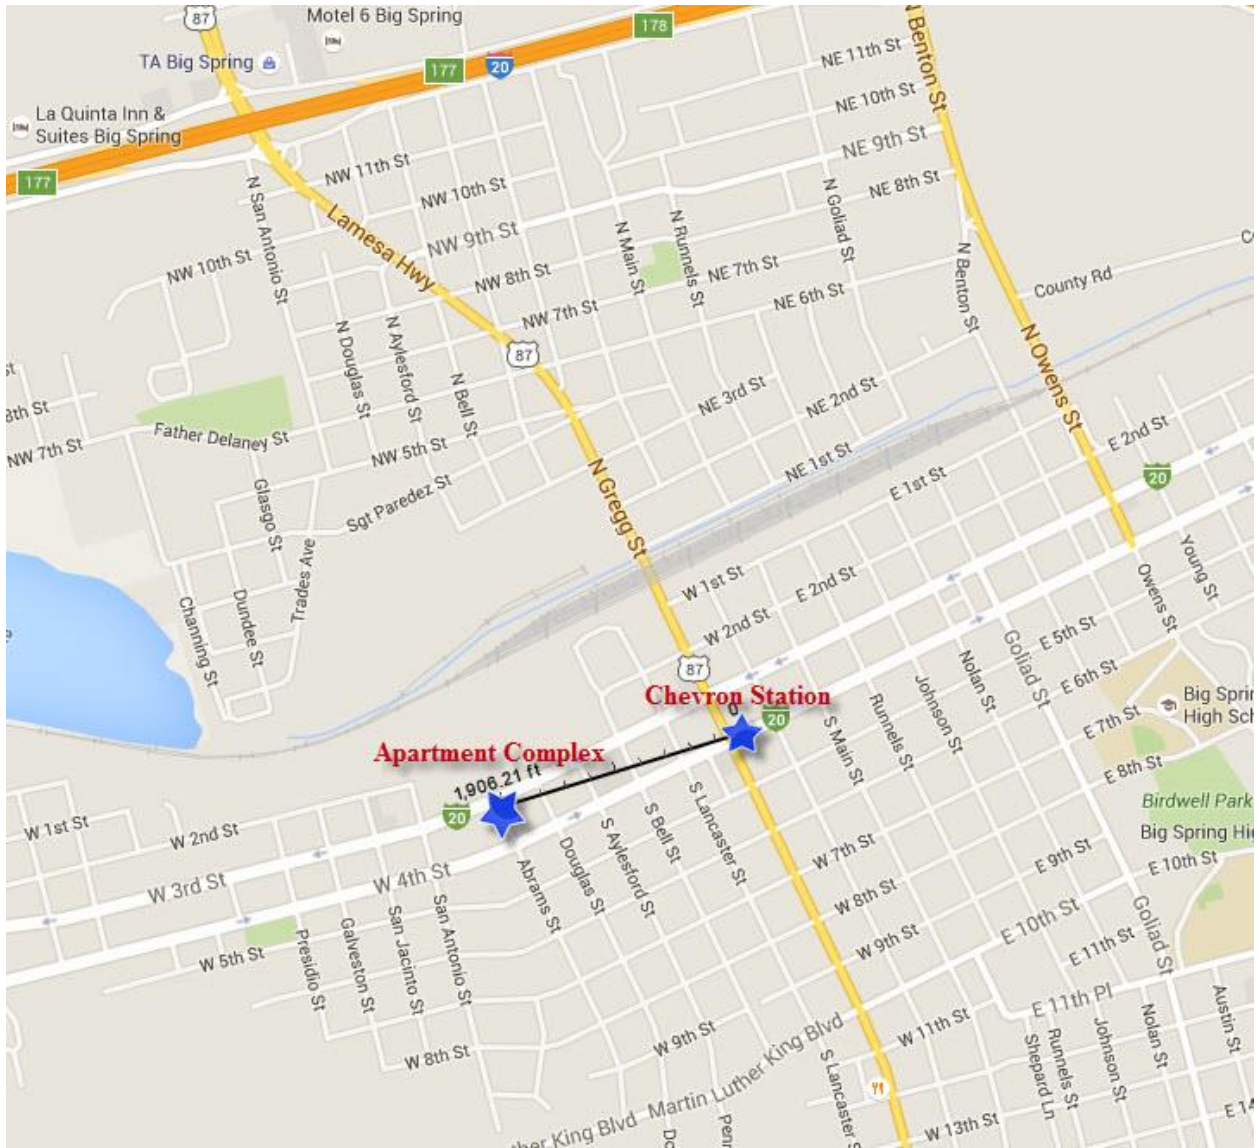 87
Motel 6 Big Spring
178
TA Big Spring
177
20
N Benton St
NE 11th St
La Quinta Inn &
Suites Big Spring
NE 10th St
NE 9th St
177
NW 11th St
NW 10th St
NE 8th St
N San Antonio St
Lamesa Hwy
NW 9th St
N Main St
N Runnels St
N Goliad St
NW 10th St
NW 8th St
NE 7th St
N Benton St
County Rd
NW 7th St
NE 6th St
N Douglas St
N Aylesford St
N Bell St
87
N Owens St
8th St
NE 3rd St
NE 2nd St
Father Delaney St
NW 7th St
NW 5th St
E 2nd St
NE 1st St
N Gregg St
E 1st St
20
Glasgo St
Sgt Paredez St
Trades Ave
Channing St
Dundee St
W 1st St
E 2nd St
Young St
Owens St
W 2nd St
E 5th St
E 6th St
Goliad St
Nolan St
87
Chevron Station
0
20
Johnson St
Runnels St
S Main St
E 7th St
Big Sprin
High Sch
Apartment Complex
1,906.21 ft
20
E 8th St
Birdwell Park
Big Spring Hi
W 1st St
W 2nd St
S Lancaster St
S Bell St
S Aylesford St
Douglas St
Abrams St
W 7th St
E 9th St
E 10th St
W 3rd St
W 4th St
W 8th St
E 10th St
San Antonio St
San Jacinto St
Galveston St
Presidio St
W 5th St
W 9th St
E 11th St
Goliad St
E 11th Pl
Austin St
Nolan St
Johnson St
Runnels St
Shepard Ln
W 11th St
W 9th St
W 8th St
Martin Luther King Blvd
S Lancaster S
ther King Blvd
W 13th St
E 14